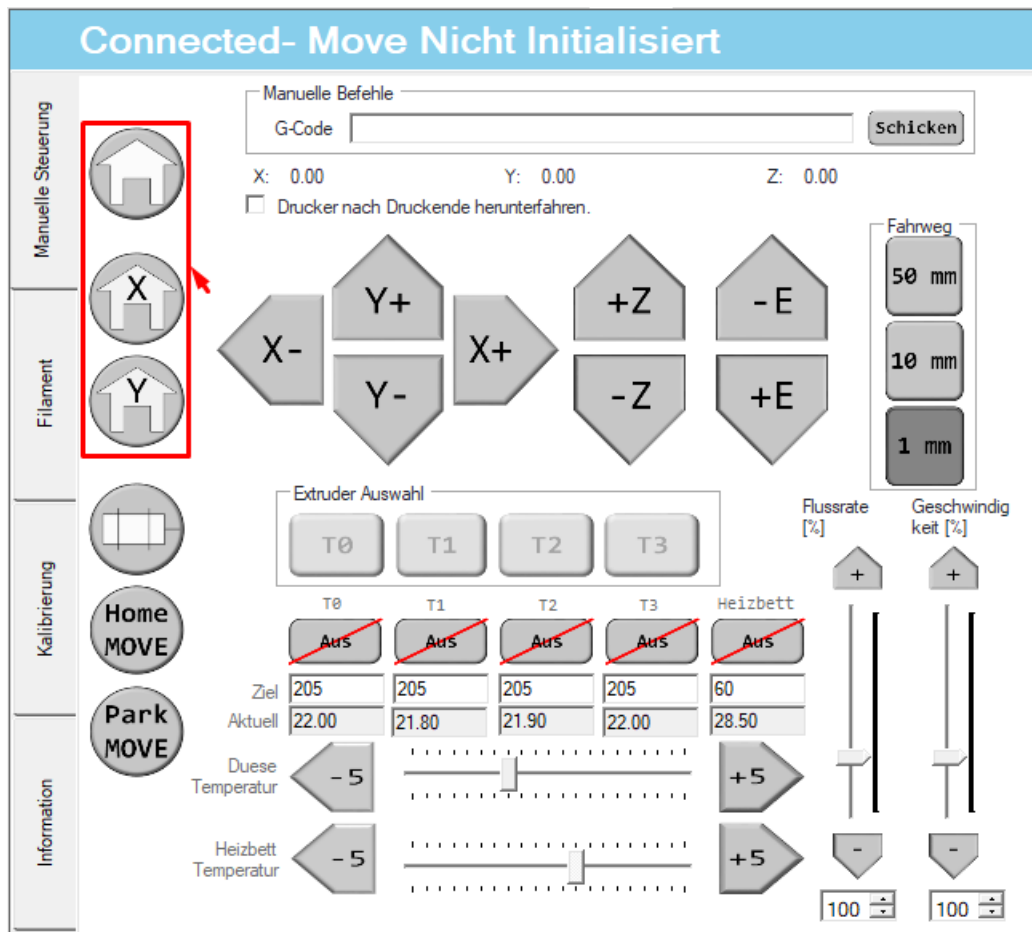 Connected- Move Nicht Initialisiert
Manuelle Steuerung
Filament
Kalibrierung
Information
Manuelle Befehle
G-Code
Schicken
X: 0.00 Y: 0.00 Z: 0.00
Drucker nach Druckende herunterfahren.
X
Y
Home
MOVE
Park
MOVE
X-
Y+
Y-
X+
+Z
-Z
-E
+E
Fahrweg
50 mm
10 mm
1 mm
Extruder Auswahl
T0 T1 T2 T3
T0 T1 T2 T3 Heizbett
Aus Aus Aus Aus Aus
Ziel 205 205 205 205 60
Aktuell 22.00 21.80 21.90 22.00 28.50
Duese
Temperatur
-5 +5
Heizbett
Temperatur
-5 +5
Flussrate
[%]
+
-
100
Geschwindig
keit [%]
+
-
100